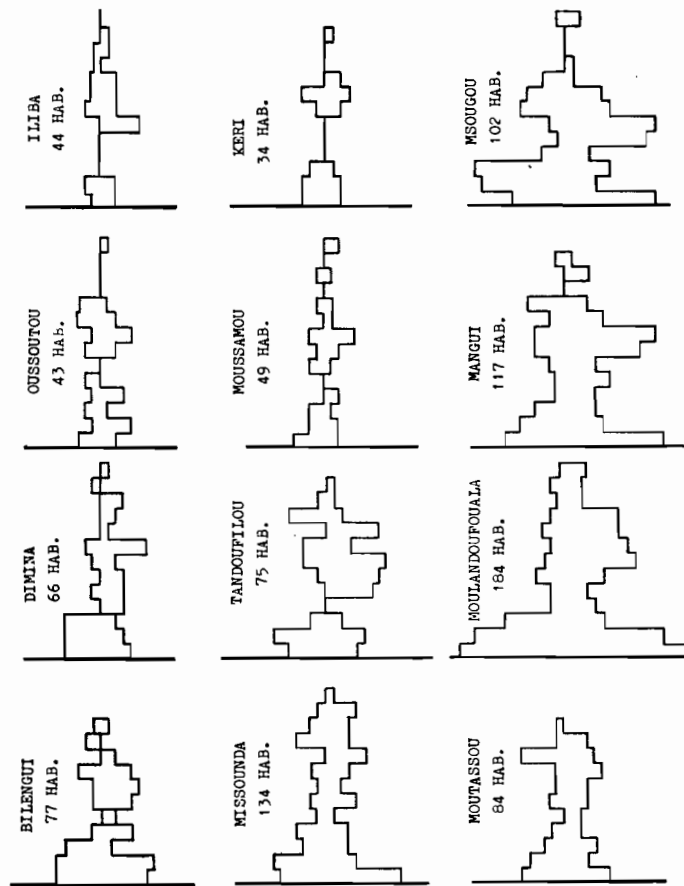 ILIBA
44 HAB.
KERI
34 HAB.
MSOUGOU
102 HAB.
OUSSOUTOU
43 HAB.
MOUSSAMOU
49 HAB.
MANGUI
117 HAB.
DIMINA
66 HAB.
TANDOUFILOU
75 HAB.
MOULANDOUFOUALA
184 HAB.
BILENGUI
77 HAB.
MISSOUNDA
134 HAB.
MOUTASSOU
84 HAB.